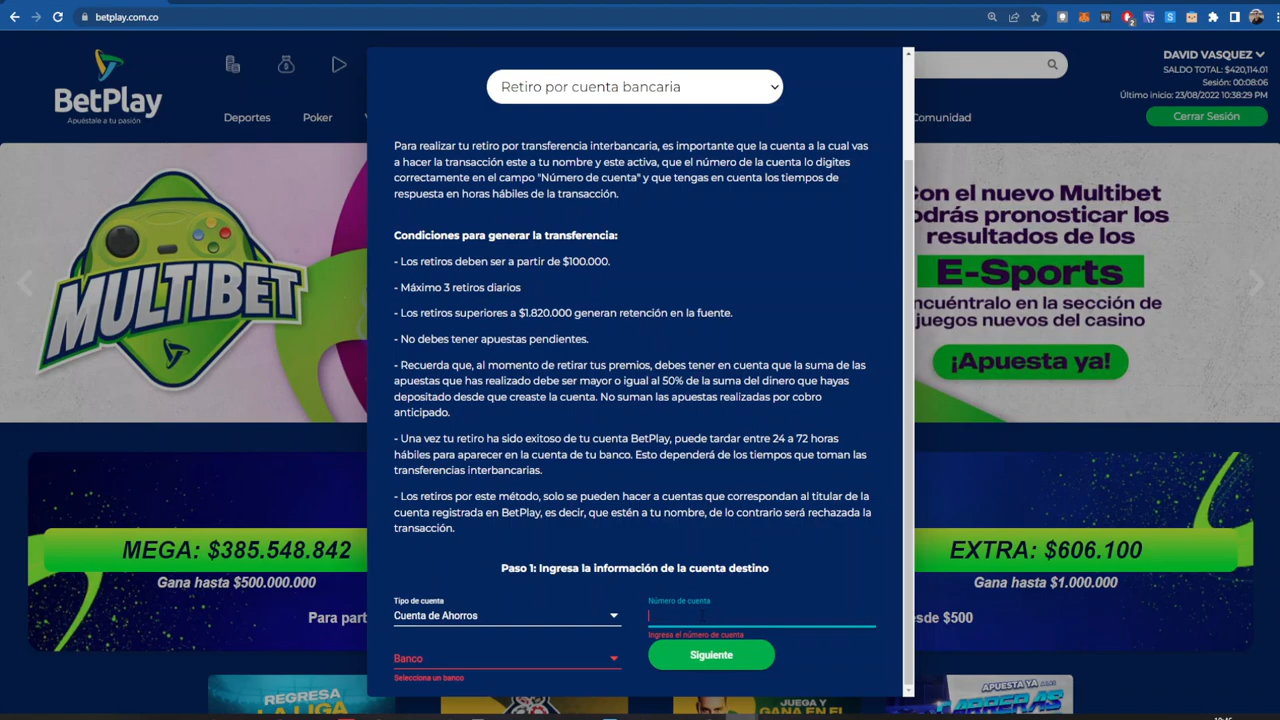 betplay.com.co
BetPlay
Apuéstale a tu pasión
Deportes
Poker
Comunidad
DAVID VASQUEZ
SALDO TOTAL: $420,114.01
Sesión: 00:08:06
Último inicio: 23/08/2022 10:38:29 PM
Cerrar Sesión
Retiro por cuenta bancaria
Para realizar tu retiro por transferencia interbancaria, es importante que la cuenta a la cual vas
a hacer la transacción este a tu nombre y este activa, que el número de la cuenta lo digites
correctamente en el campo "Número de cuenta" y que tengas en cuenta los tiempos de
respuesta en horas hábiles de la transacción.
Condiciones para generar la transferencia:
- Los retiros deben ser a partir de $100.000.
- Máximo 3 retiros diarios
- Los retiros superiores a $1.820.000 generan retención en la fuente.
- No debes tener apuestas pendientes.
- Recuerda que, al momento de retirar tus premios, debes tener en cuenta que la suma de las
apuestas que has realizado debe ser mayor o igual al 50% de la suma del dinero que hayas
depositado desde que creaste la cuenta. No suman las apuestas realizadas por cobro
anticipado.
- Una vez tu retiro ha sido exitoso de tu cuenta BetPlay, puede tardar entre 24 a 72 horas
hábiles para aparecer en la cuenta de tu banco. Esto dependerá de los tiempos que toman las
transferencias interbancarias.
- Los retiros por este método, solo se pueden hacer a cuentas que correspondan al titular de la
cuenta registrada en BetPlay, es decir, que estén a tu nombre, de lo contrario será rechazada la
transacción.
Paso 1: Ingresa la información de la cuenta destino
Tipo de cuenta
Cuenta de Ahorros
Número de cuenta
Ingresa el número de cuenta
Banco
Selecciona un banco
Siguiente
MULTIBET
Con el nuevo Multibet
odrás pronosticar los
resultados de los
E-Sports
ncuéntralo en la sección de
juegos nuevos del casino
¡Apuesta ya!
MEGA: $385.548.842
Gana hasta $500.000.000
Para part
EXTRA: $606.100
Gana hasta $1.000.000
desde $500
REGRESA
LA LIGA
JUEGA Y
GANA EN EL
APUESTA YA
A LAS
CARRERAS